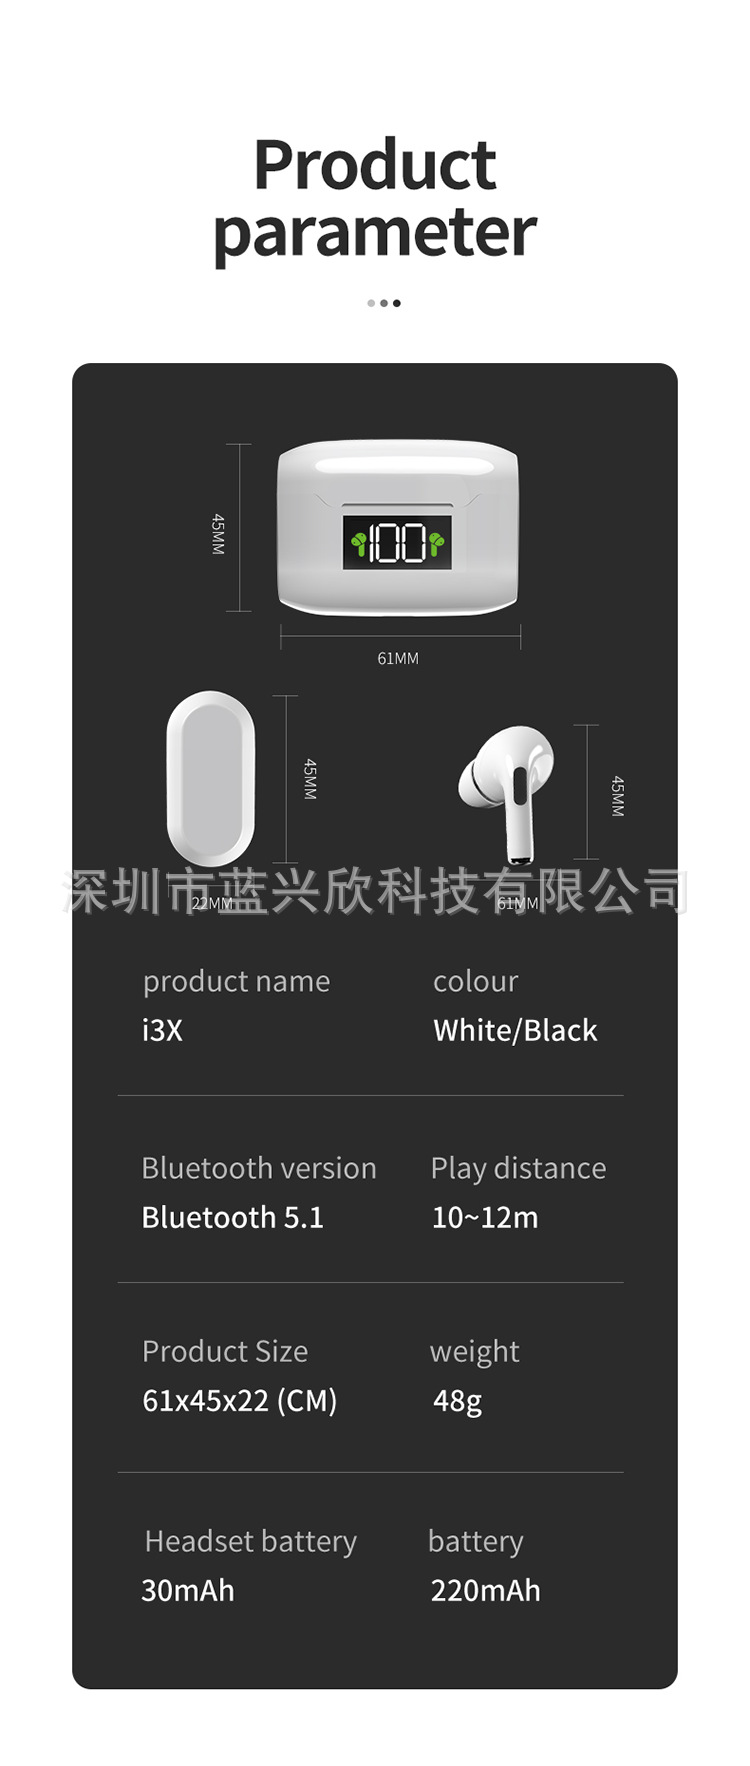 Product
parameter
45MM
100
61MM
45MM
45MM
深圳市蓝兴欣科技有限公司
22MM
61MM
product name
colour
i3X
White/Black
Bluetooth version
Play distance
Bluetooth 5.1
10~12m
Product Size
weight
61x45x22 (CM)
48g
Headset battery
battery
30mAh
220mAh